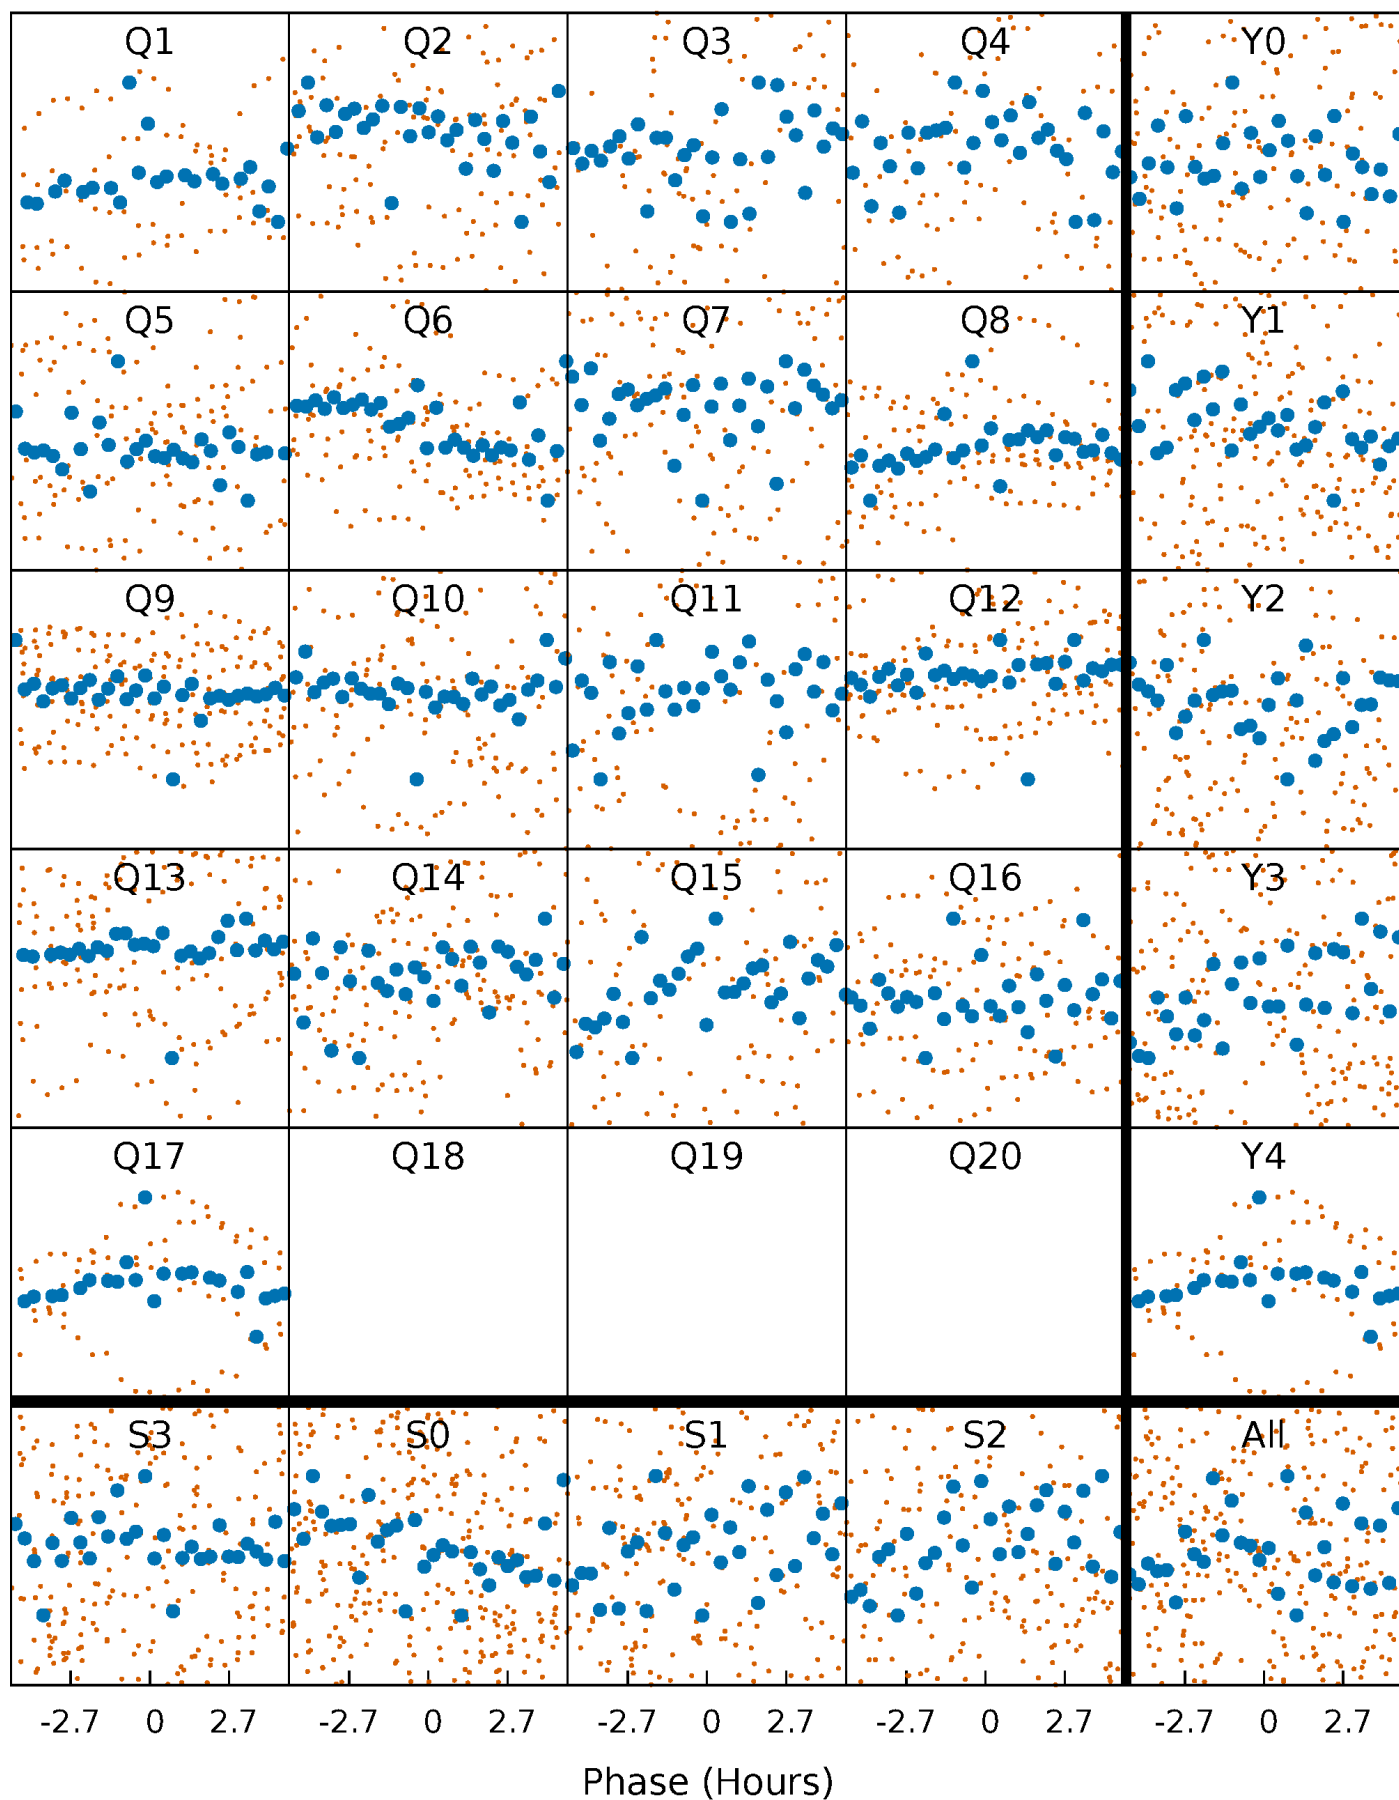 Q1 Q2 Q3 Q4 Y0
Q5 Q6 Q7 Q8 Y1
Q9 Q10 Q11 Q12 Y2
Q13 Q14 Q15 Q16 Y3
Q17 Q18 Q19 Q20 Y4
S3 S0 S1 S2 All
-2.7 0 2.7 -2.7 0 2.7 -2.7 0 2.7 -2.7 0 2.7 -2.7 0 2.7
Phase (Hours)